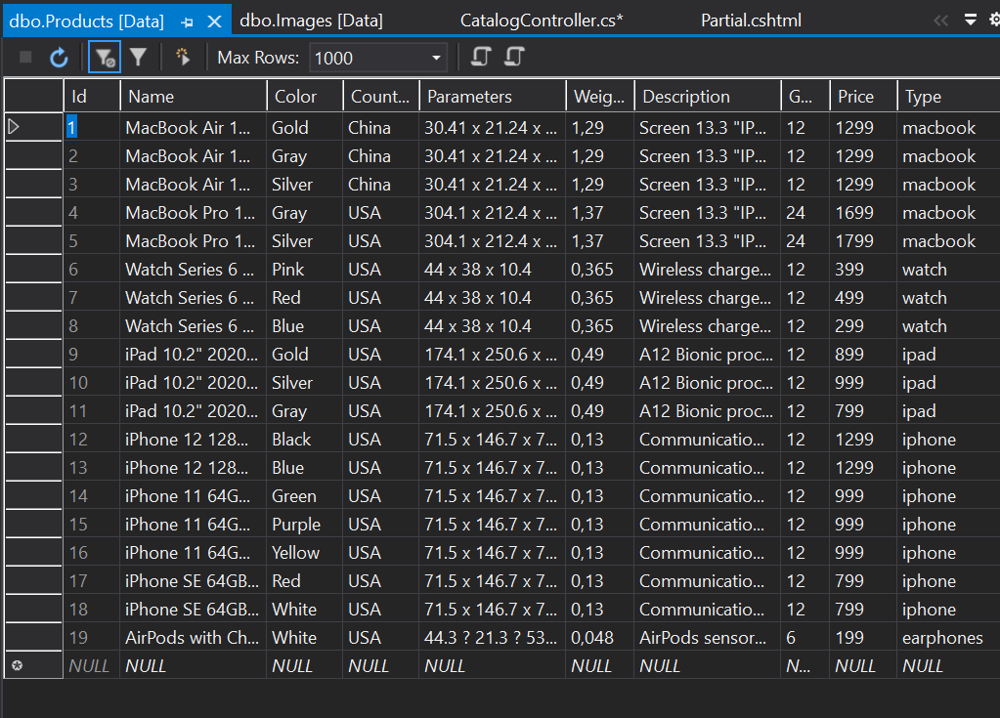 dbo.Products [Data] dbo.Images [Data] CatalogController.cs* Partial.cshtml
Max Rows: 1000
Id Name Color Count... Parameters Weig... Description G... Price Type
1 MacBook Air 1... Gold China 30.41 x 21.24 x ... 1,29 Screen 13.3 "IP... 12 1299 macbook
2 MacBook Air 1... Gray China 30.41 x 21.24 x ... 1,29 Screen 13.3 "IP... 12 1299 macbook
3 MacBook Air 1... Silver China 30.41 x 21.24 x ... 1,29 Screen 13.3 "IP... 12 1299 macbook
4 MacBook Pro 1... Gray USA 304.1 x 212.4 x ... 1,37 Screen 13.3 "IP... 24 1699 macbook
5 MacBook Pro 1... Silver USA 304.1 x 212.4 x ... 1,37 Screen 13.3 "IP... 24 1799 macbook
6 Watch Series 6 ... Pink USA 44 x 38 x 10.4 0,365 Wireless charge... 12 399 watch
7 Watch Series 6 ... Red USA 44 x 38 x 10.4 0,365 Wireless charge... 12 499 watch
8 Watch Series 6 ... Blue USA 44 x 38 x 10.4 0,365 Wireless charge... 12 299 watch
9 iPad 10.2" 2020... Gold USA 174.1 x 250.6 x ... 0,49 A12 Bionic proc... 12 899 ipad
10 iPad 10.2" 2020... Silver USA 174.1 x 250.6 x ... 0,49 A12 Bionic proc... 12 999 ipad
11 iPad 10.2" 2020... Gray USA 174.1 x 250.6 x ... 0,49 A12 Bionic proc... 12 799 ipad
12 iPhone 12 128... Black USA 71.5 x 146.7 x 7... 0,13 Communicatio... 12 1299 iphone
13 iPhone 12 128... Blue USA 71.5 x 146.7 x 7... 0,13 Communicatio... 12 1299 iphone
14 iPhone 11 64G... Green USA 71.5 x 146.7 x 7... 0,13 Communicatio... 12 999 iphone
15 iPhone 11 64G... Purple USA 71.5 x 146.7 x 7... 0,13 Communicatio... 12 999 iphone
16 iPhone 11 64G... Yellow USA 71.5 x 146.7 x 7... 0,13 Communicatio... 12 999 iphone
17 iPhone SE 64GB... Red USA 71.5 x 146.7 x 7... 0,13 Communicatio... 12 799 iphone
18 iPhone SE 64GB... White USA 71.5 x 146.7 x 7... 0,13 Communicatio... 12 799 iphone
19 AirPods with Ch... White USA 44.3 ? 21.3 ? 53... 0,048 AirPods sensor... 6 199 earphones
NULL NULL NULL NULL NULL NULL NULL N... NULL NULL